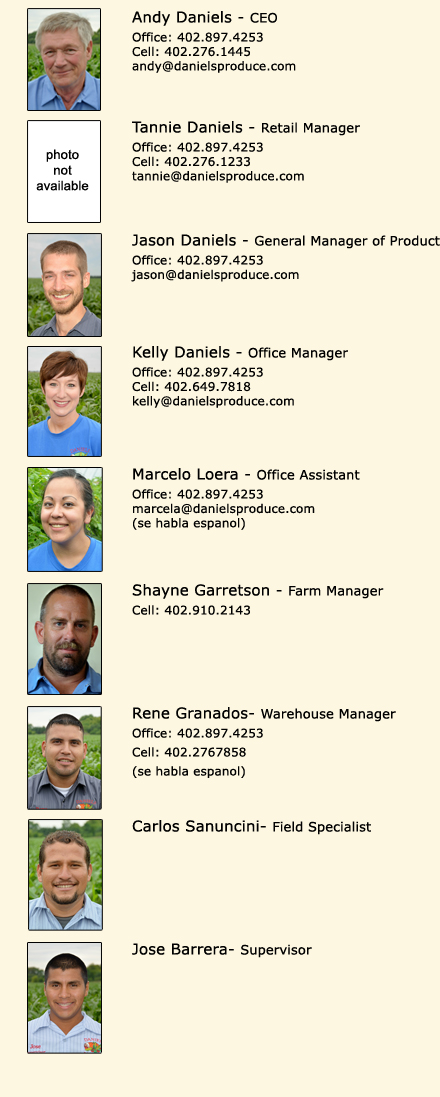 Andy Daniels - CEO
Office: 402.897.4253
Cell: 402.276.1445
andy@danielsproduce.com
photo
not
available
Tannie Daniels - Retail Manager
Office: 402.897.4253
Cell: 402.276.1233
tannie@danielsproduce.com
Jason Daniels - General Manager of Product
Office: 402.897.4253
jason@danielsproduce.com
Kelly Daniels - Office Manager
Office: 402.897.4253
Cell: 402.649.7818
kelly@danielsproduce.com
Marcelo Loera - Office Assistant
Office: 402.897.4253
marcela@danielsproduce.com
(se habla espanol)
Shayne Garretson - Farm Manager
Cell: 402.910.2143
Rene Granados- Warehouse Manager
Office: 402.897.4253
Cell: 402.2767858
(se habla espanol)
Carlos Sanuncini- Field Specialist
Jose Barrera- Supervisor
Jose